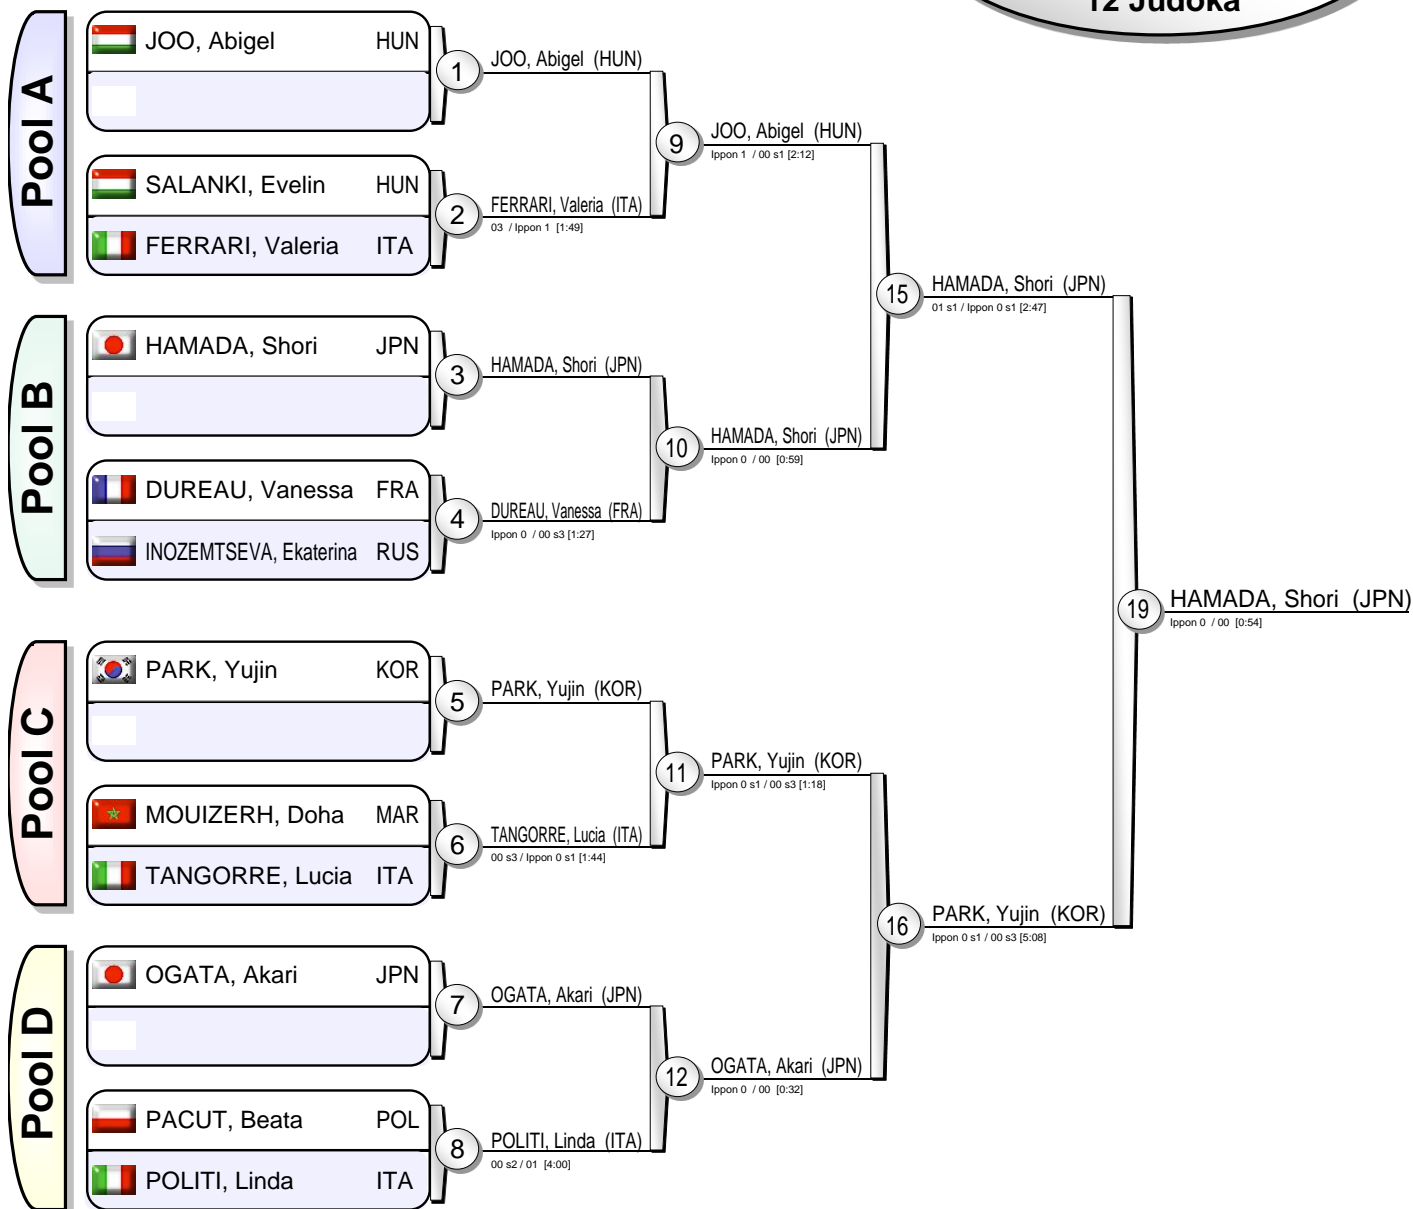 12 Judoka
Pool A
JOO, Abigel HUN
1
JOO, Abigel (HUN)
SALANKI, Evelin HUN
FERRARI, Valeria ITA
2
FERRARI, Valeria (ITA)
03 / Ippon 1 [1:49]
9
JOO, Abigel (HUN)
Ippon 1 / 00 s1 [2:12]
Pool B
HAMADA, Shori JPN
3
HAMADA, Shori (JPN)
DUREAU, Vanessa FRA
INOZEMTSEVA, Ekaterina RUS
4
DUREAU, Vanessa (FRA)
Ippon 0 / 00 s3 [1:27]
10
HAMADA, Shori (JPN)
Ippon 0 / 00 [0:59]
15
HAMADA, Shori (JPN)
01 s1 / Ippon 0 s1 [2:47]
Pool C
PARK, Yujin KOR
5
PARK, Yujin (KOR)
MOUIZERH, Doha MAR
TANGORRE, Lucia ITA
6
TANGORRE, Lucia (ITA)
00 s3 / Ippon 0 s1 [1:44]
11
PARK, Yujin (KOR)
Ippon 0 s1 / 00 s3 [1:18]
Pool D
OGATA, Akari JPN
7
OGATA, Akari (JPN)
PACUT, Beata POL
POLITI, Linda ITA
8
POLITI, Linda (ITA)
00 s2 / 01 [4:00]
12
OGATA, Akari (JPN)
Ippon 0 / 00 [0:32]
16
PARK, Yujin (KOR)
Ippon 0 s1 / 00 s3 [5:08]
19
HAMADA, Shori (JPN)
Ippon 0 / 00 [0:54]